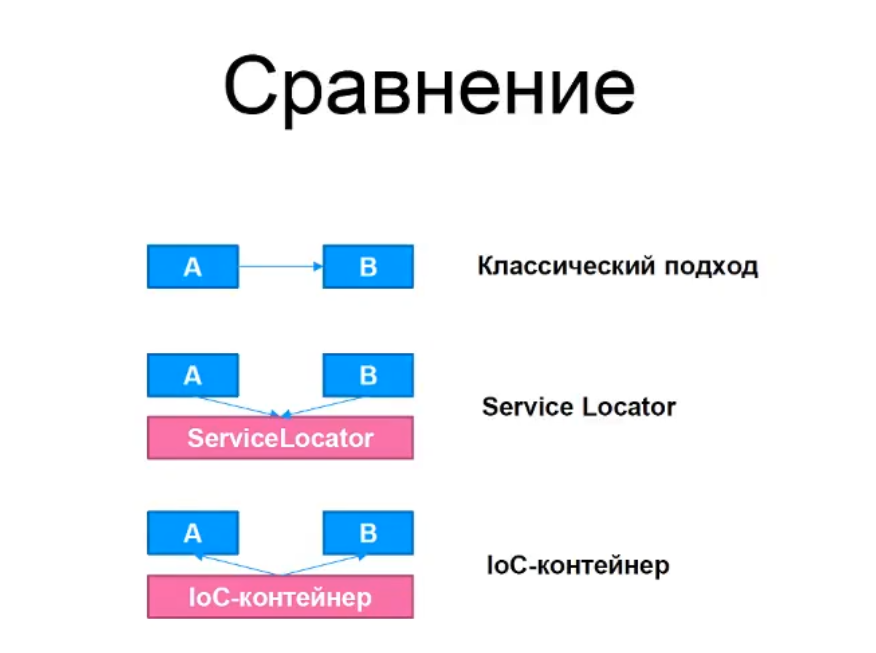 Сравнение
A
B
Классический подход
A
B
ServiceLocator
Service Locator
A
B
IoC-контейнер
IoC-контейнер